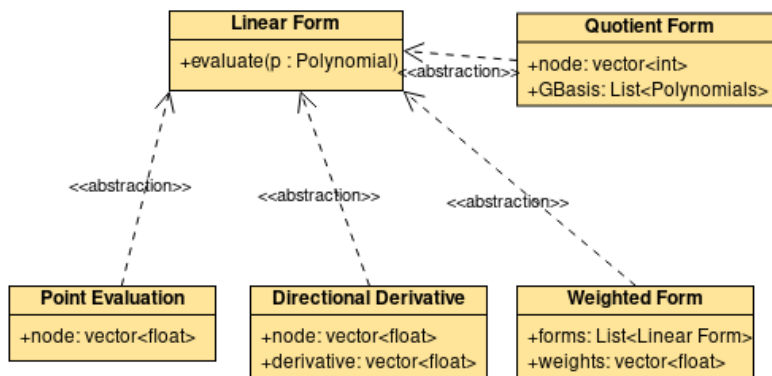 Linear Form
+evaluate(p : Polynomial)
Quotient Form
+node: vector<int>
+GBasis: List<Polynomials>
<<abstraction>>
<<abstraction>>
<<abstraction>>
<<abstraction>>
Point Evaluation
+node: vector<float>
Directional Derivative
+node: vector<float>
+derivative: vector<float>
Weighted Form
+forms: List<Linear Form>
+weights: vector<float>